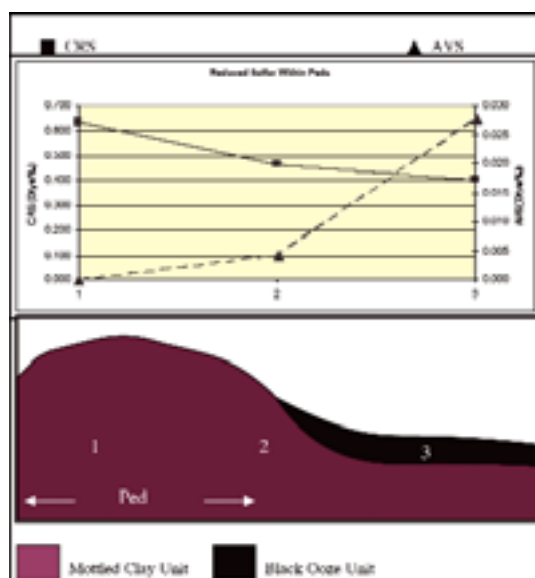 CRS AVS
Reduced Sulfur Within Peds
0.700 0.030
0.600 0.025
0.500 0.020
0.400 0.015
0.300
0.200 0.010
0.100 0.005
0.000 0.000
1 2 3
1 2 3
Ped
Mottled Clay Unit Black Ooze Unit